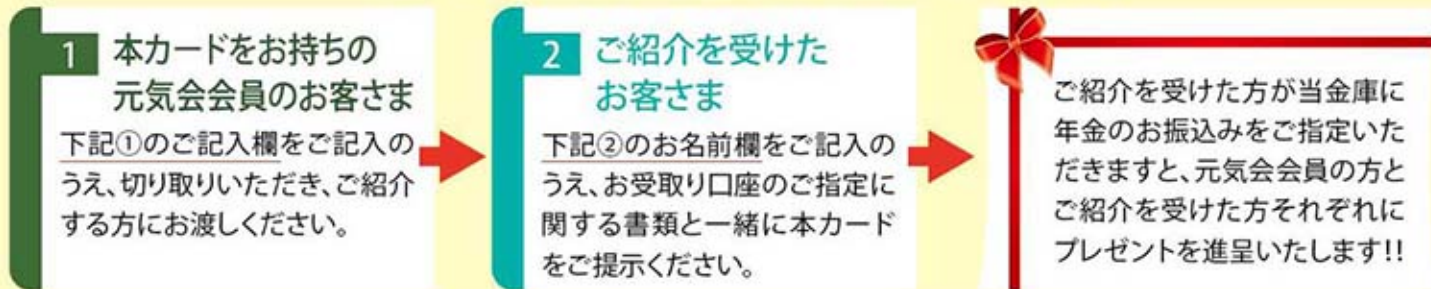 1 本カードをお持ちの
元気会会員のお客さま
下記①のご記入欄をご記入の
うえ、切り取りいただき、ご紹介
する方にお渡しください。
2 ご紹介を受けた
お客さま
下記②のお名前欄をご記入の
うえ、お受取り口座のご指定に
関する書類と一緒に本カード
をご提示ください。
ご紹介を受けた方が当金庫に
年金のお振込みをご指定いた
だきますと、元気会会員の方と
ご紹介を受けた方それぞれに
プレゼントを進呈いたします!!